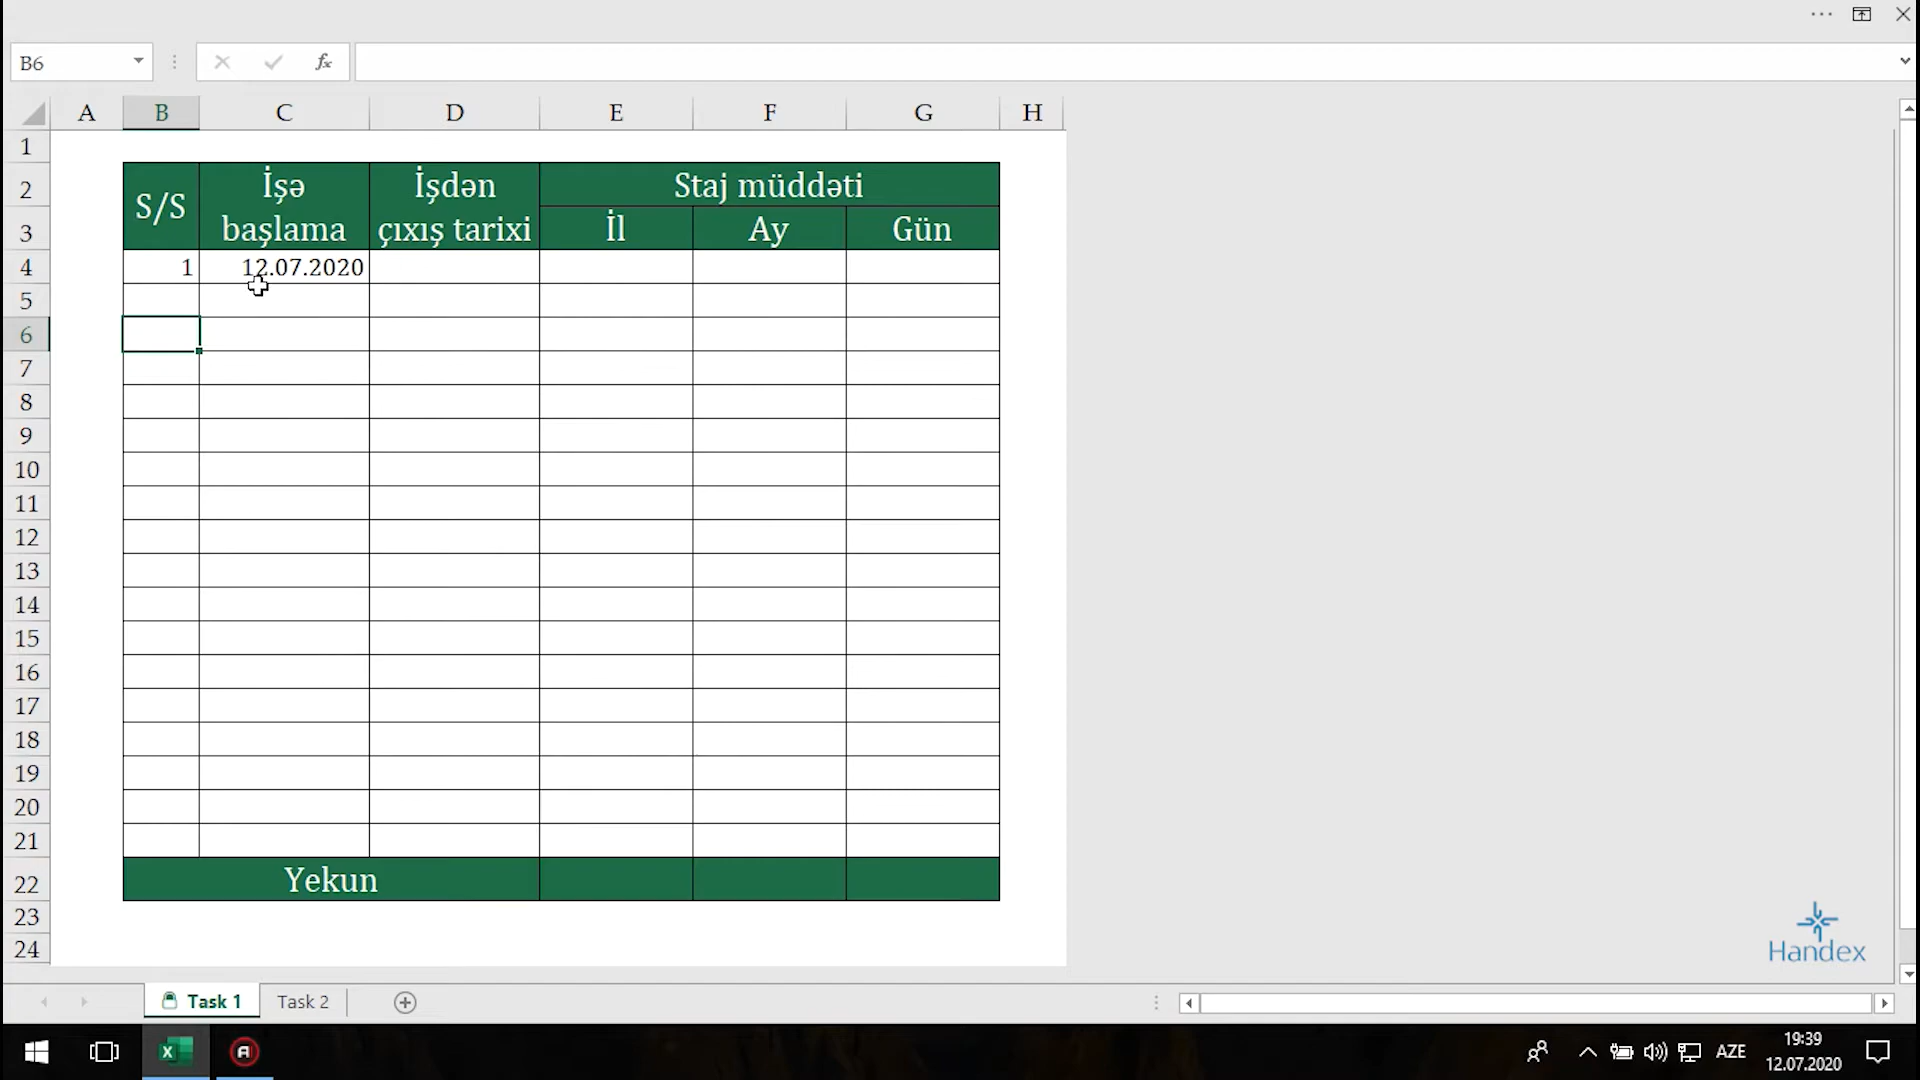 B6
fx
A B C D E F G H
1
2
3
4
5
6
7
8
9
10
11
12
13
14
15
16
17
18
19
20
21
22
23
24
S/S
İşə
başlama
İşdən
çıxış tarixi
Staj müddəti
İl Ay Gün
1 12.07.2020
Yekun
Handex
Task 1 Task 2
AZE
19:39
12.07.2020